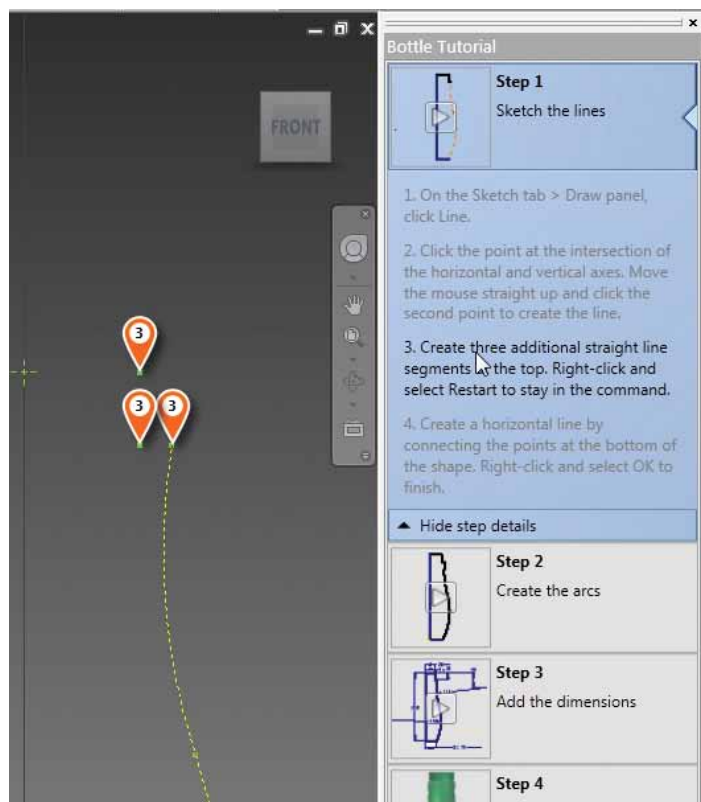 FRONT
3
3
3
Bottle Tutorial
Step 1
Sketch the lines
1. On the Sketch tab > Draw panel,
click Line.
2. Click the point at the intersection of
the horizontal and vertical axes. Move
the mouse straight up and click the
second point to create the line.
3. Create three additional straight line
segments at the top. Right-click and
select Restart to stay in the command.
4. Create a horizontal line by
connecting the points at the bottom of
the shape. Right-click and select OK to
finish.
Hide step details
Step 2
Create the arcs
Step 3
Add the dimensions
Step 4